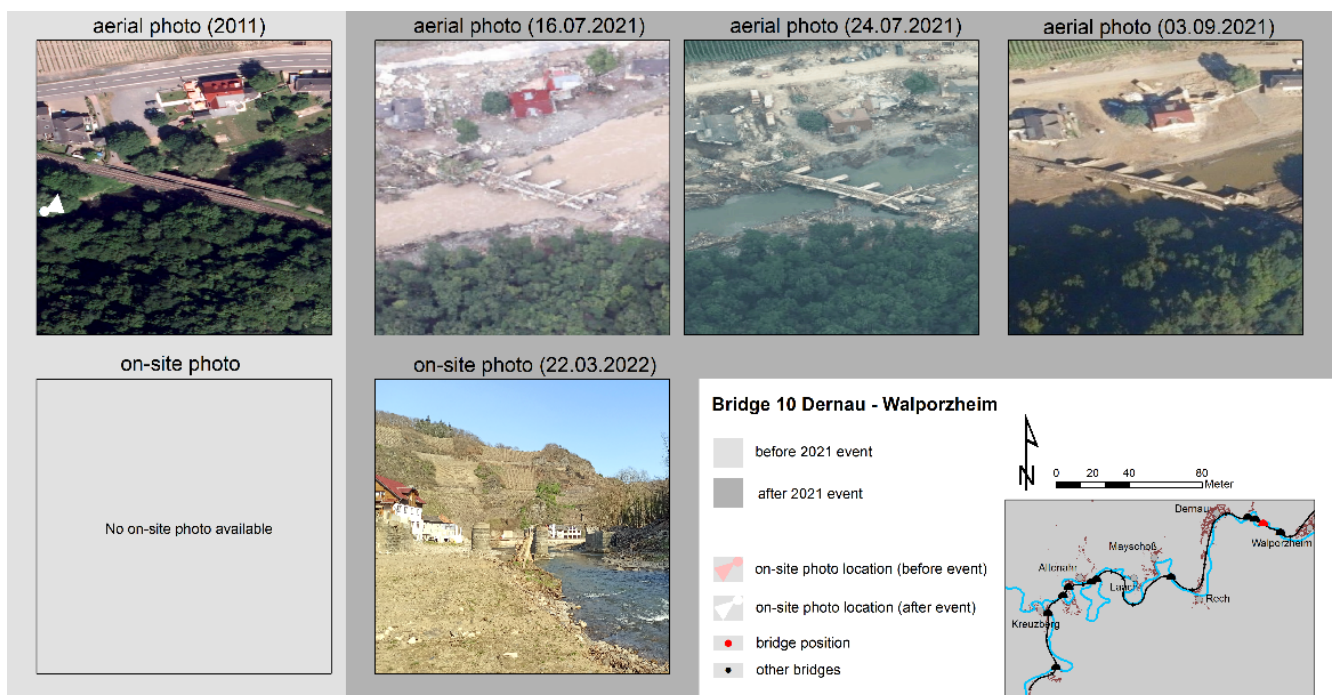 aerial photo (2011)
aerial photo (16.07.2021)
aerial photo (24.07.2021)
aerial photo (03.09.2021)
on-site photo
No on-site photo available
on-site photo (22.03.2022)
Bridge 10 Dernau - Walporzheim
before 2021 event
after 2021 event
on-site photo location (before event)
on-site photo location (after event)
bridge position
other bridges
N
0 20 40 80
Meter
Dernau
Walporzheim
Mayschoß
Altenahr
Laach
Rech
Kreuzberg